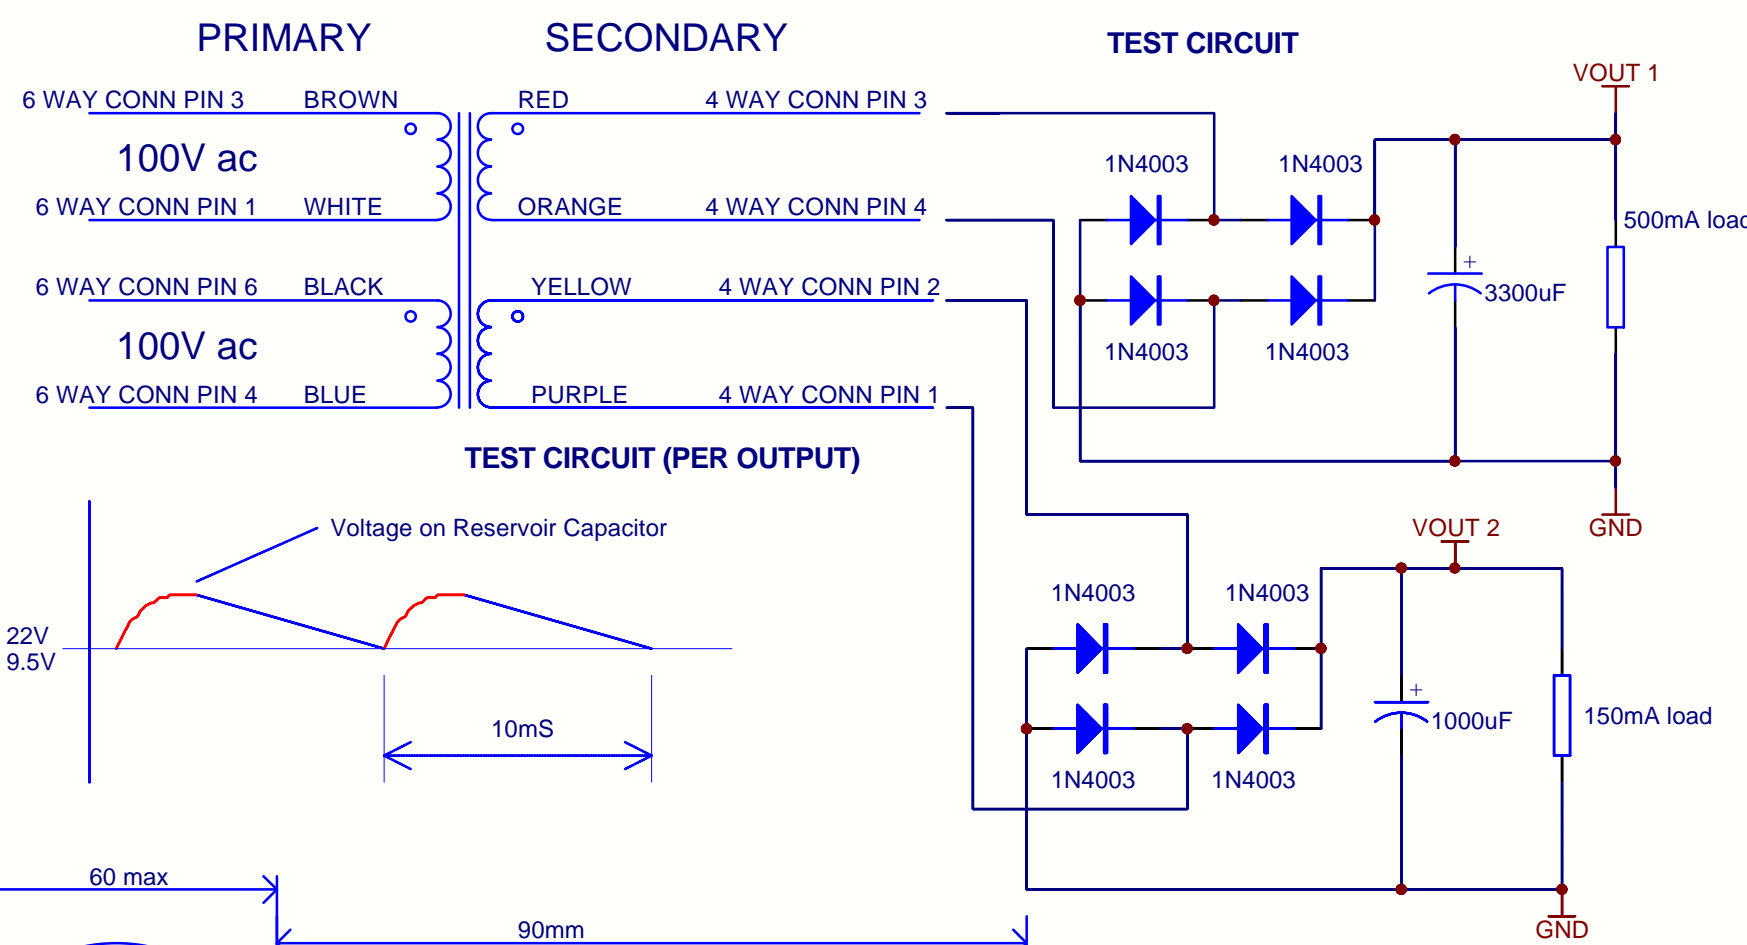 PRIMARY
SECONDARY
TEST CIRCUIT
VOUT 1
6 WAY CONN PIN 3
BROWN
RED
4 WAY CONN PIN 3
100V ac
1N4003
1N4003
6 WAY CONN PIN 1
WHITE
ORANGE
4 WAY CONN PIN 4
500mA load
6 WAY CONN PIN 6
BLACK
YELLOW
4 WAY CONN PIN 2
+
3300uF
100V ac
1N4003
1N4003
6 WAY CONN PIN 4
BLUE
PURPLE
4 WAY CONN PIN 1
TEST CIRCUIT (PER OUTPUT)
Voltage on Reservoir Capacitor
VOUT 2
GND
1N4003
1N4003
22V
9.5V
+
1000uF
150mA load
10mS
1N4003
1N4003
60 max
90mm
GND